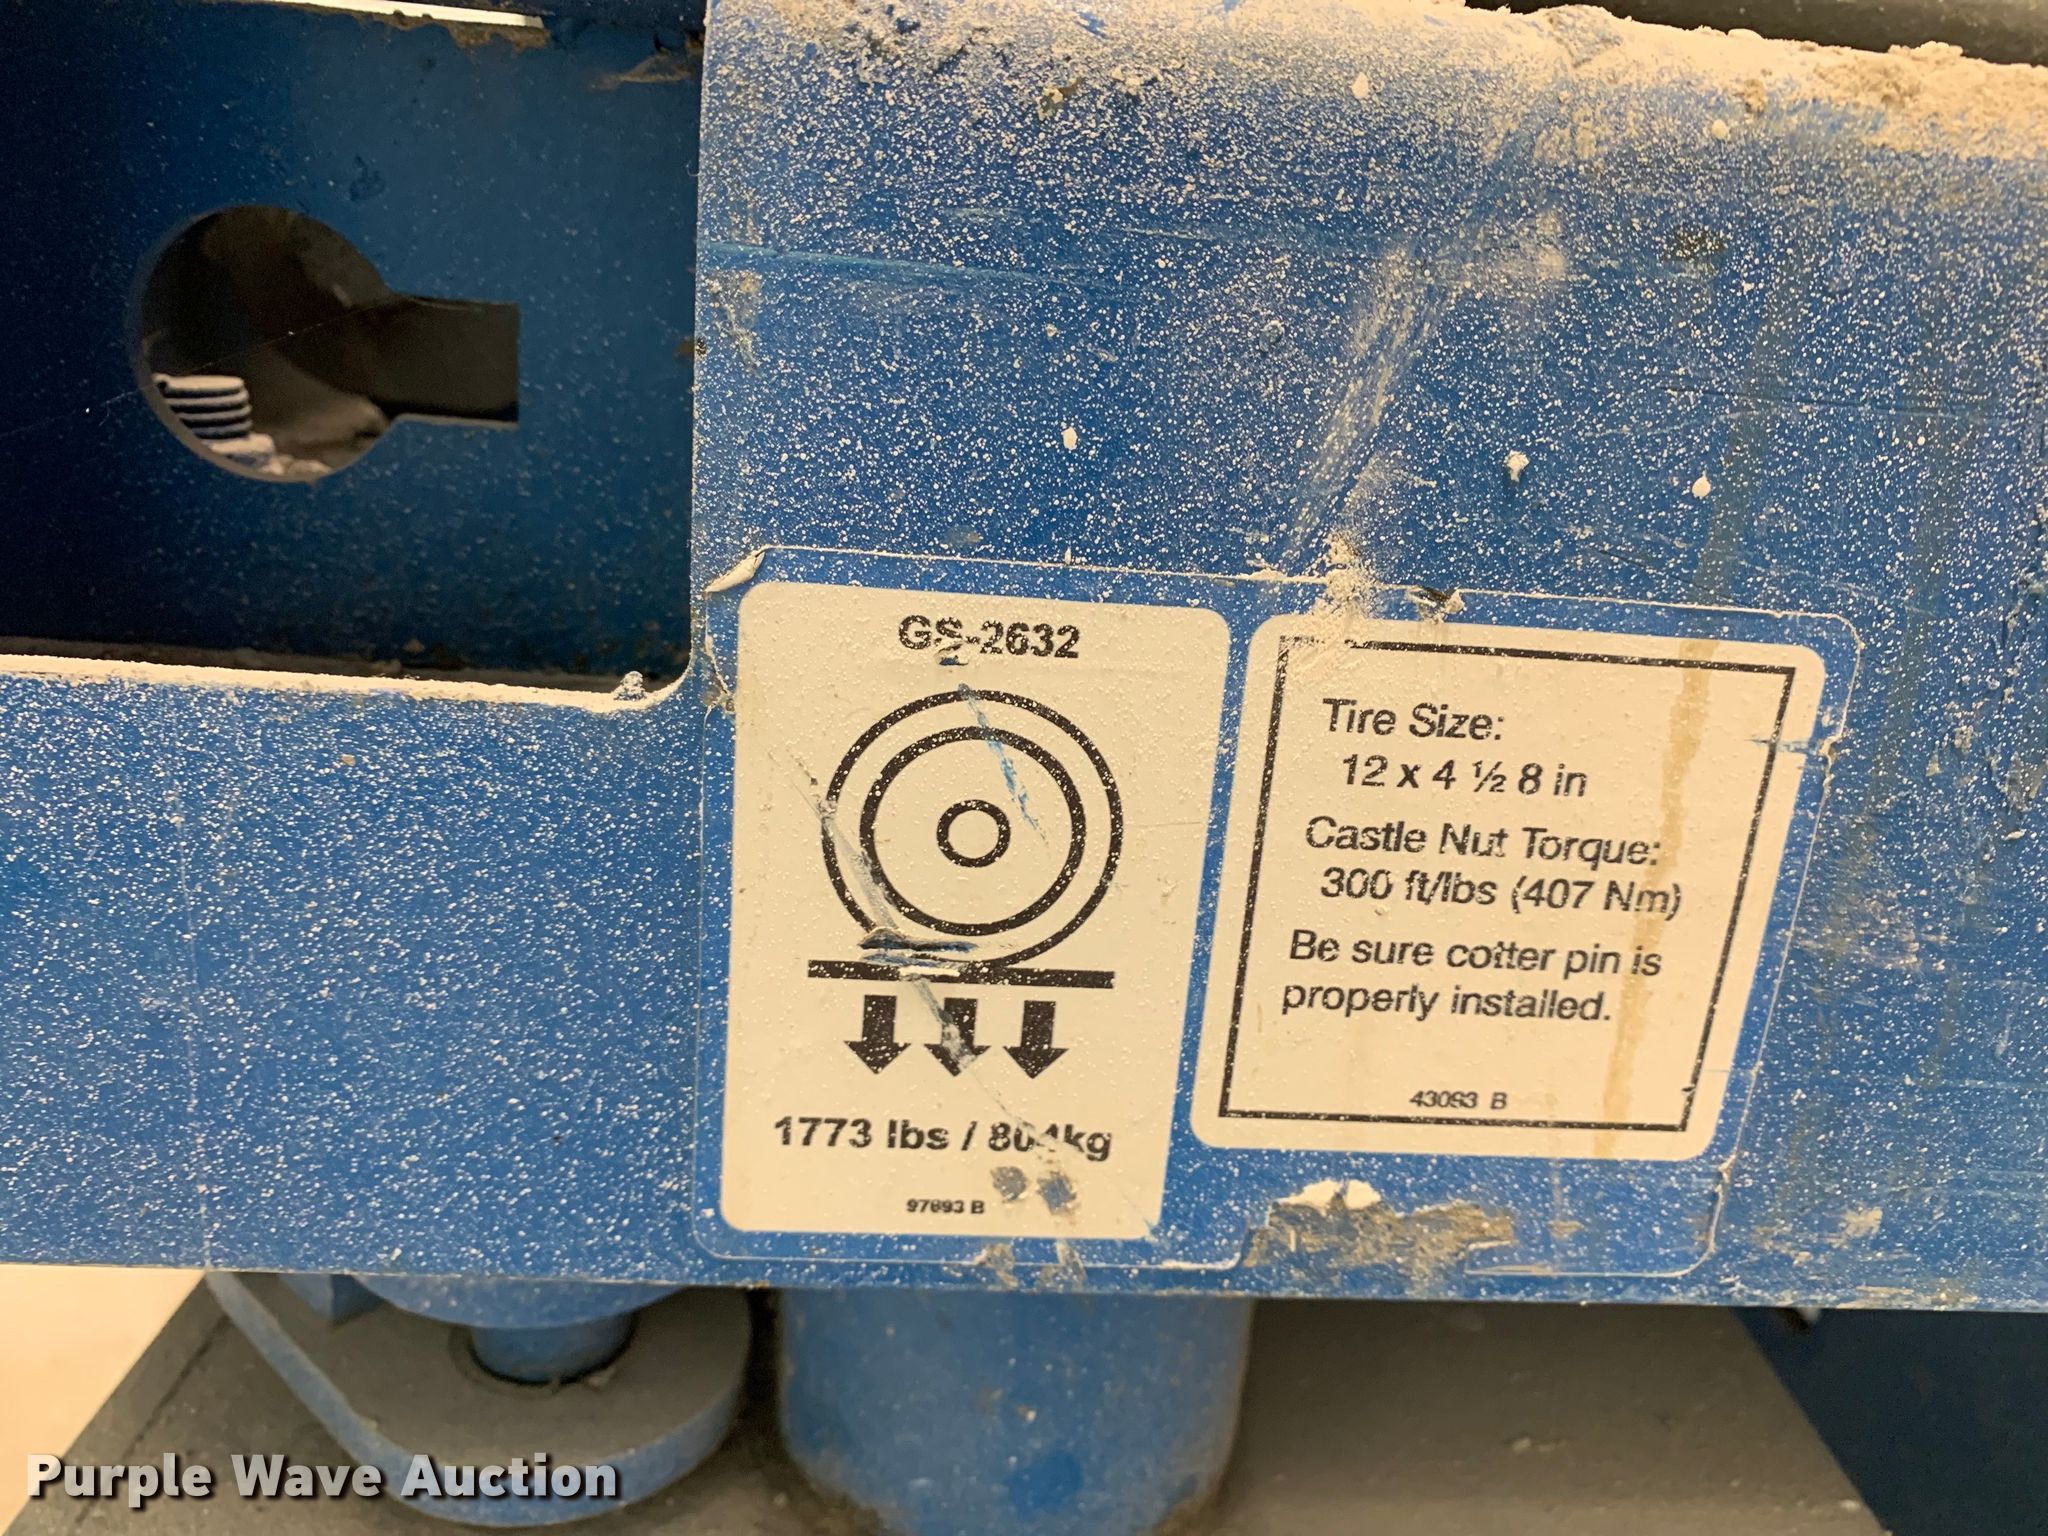 GS-2632
1773 lbs / 804kg
97893 B
Tire Size:
12 x 4 ½ 8 in
Castle Nut Torque:
300 ft/lbs (407 Nm)
Be sure cotter pin is
properly installed.
43093 B
Purple Wave Auction